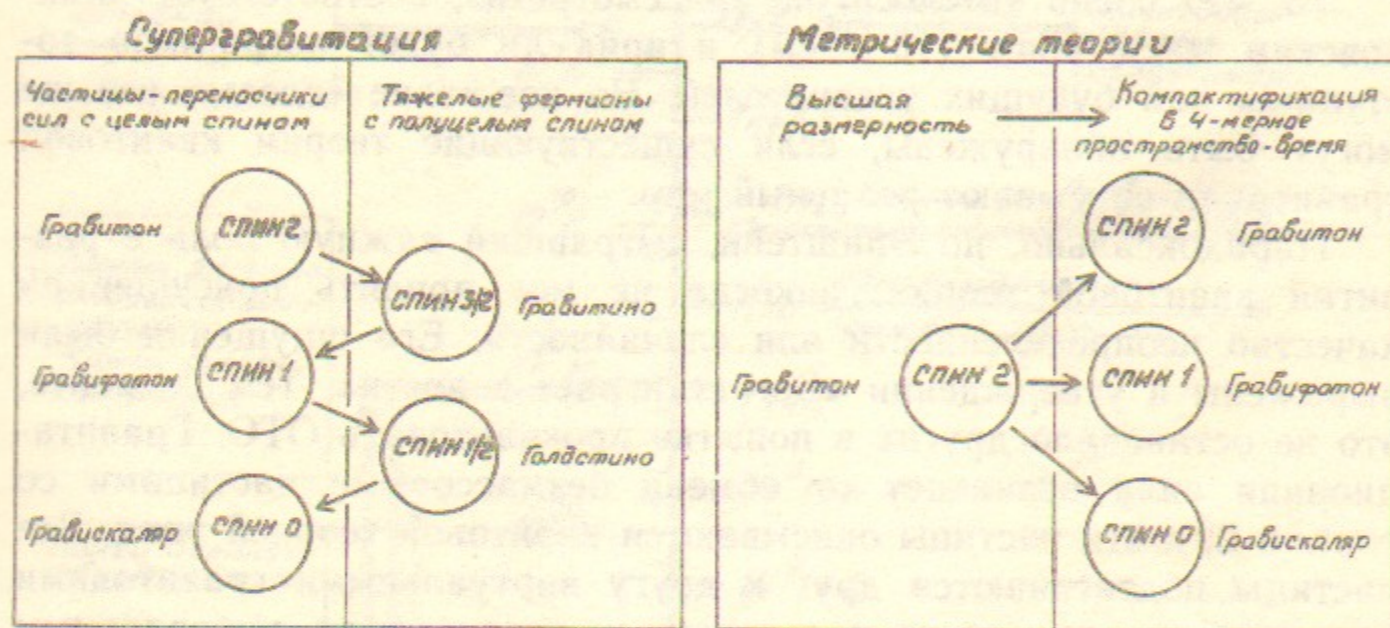 Супергравитация
Частицы-переносчики
сил с целым спином
Тяжелые фермионы
с полуцелым спином
Гравитон
СПИН 2
СПИН 3/2
Гравитино
Гравифотон
СПИН 1
СПИН 1/2
Голдстино
Гравискаляр
СПИН 0
Метрические теории
Высшая
размерность
Компактификация
в 4-мерное
пространство-время
СПИН 2
Гравитон
Гравитон
СПИН 2
СПИН 1
Гравифотон
СПИН 0
Гравискаляр